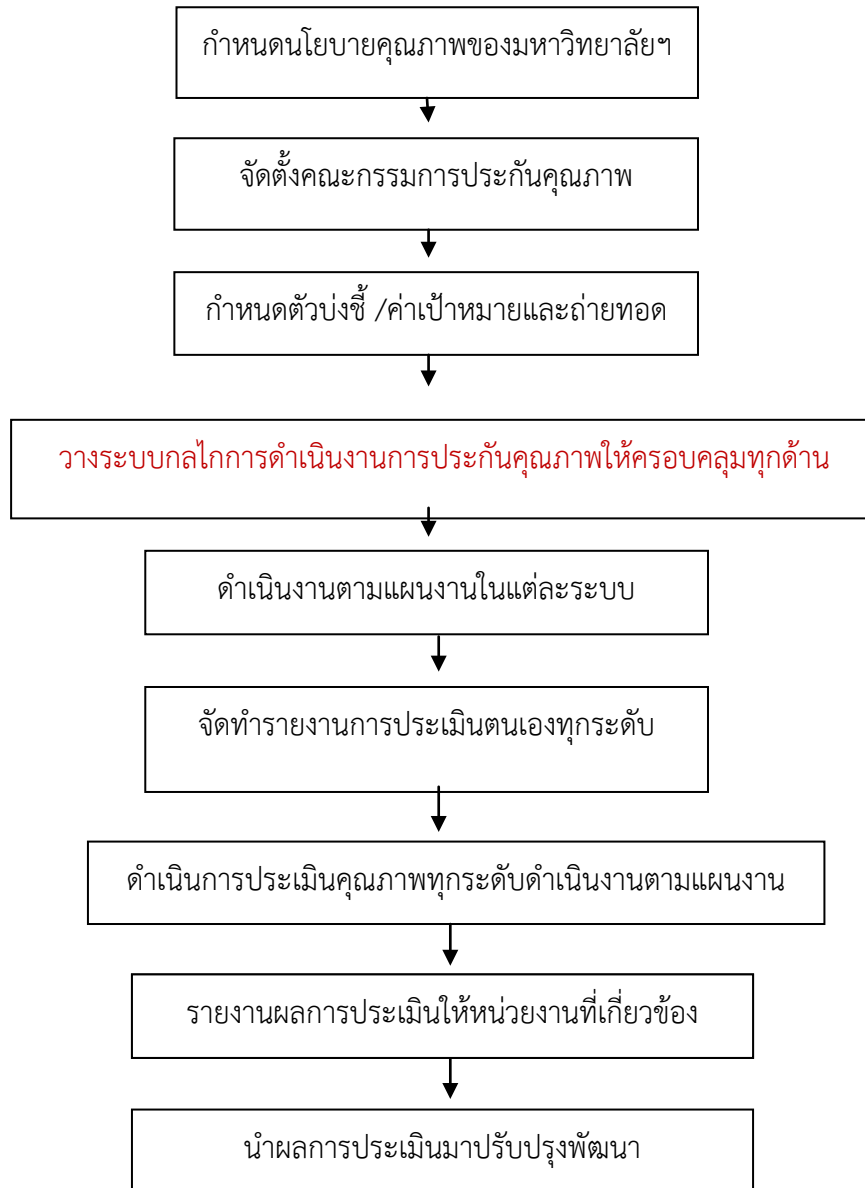 กำหนดนโยบายคุณภาพของมหาวิทยาลัยฯ
จัดตั้งคณะกรรมการประกันคุณภาพ
กำหนดตัวบ่งชี้ /ค่าเป้าหมายและถ่ายทอด
วางระบบกลไกการดำเนินงานการประกันคุณภาพให้ครอบคลุมทุกด้าน
ดำเนินงานตามแผนงานในแต่ละระบบ
จัดทำรายงานการประเมินตนเองทุกระดับ
ดำเนินการประเมินคุณภาพทุกระดับดำเนินงานตามแผนงาน
รายงานผลการประเมินให้หน่วยงานที่เกี่ยวข้อง
นำผลการประเมินมาปรับปรุงพัฒนา